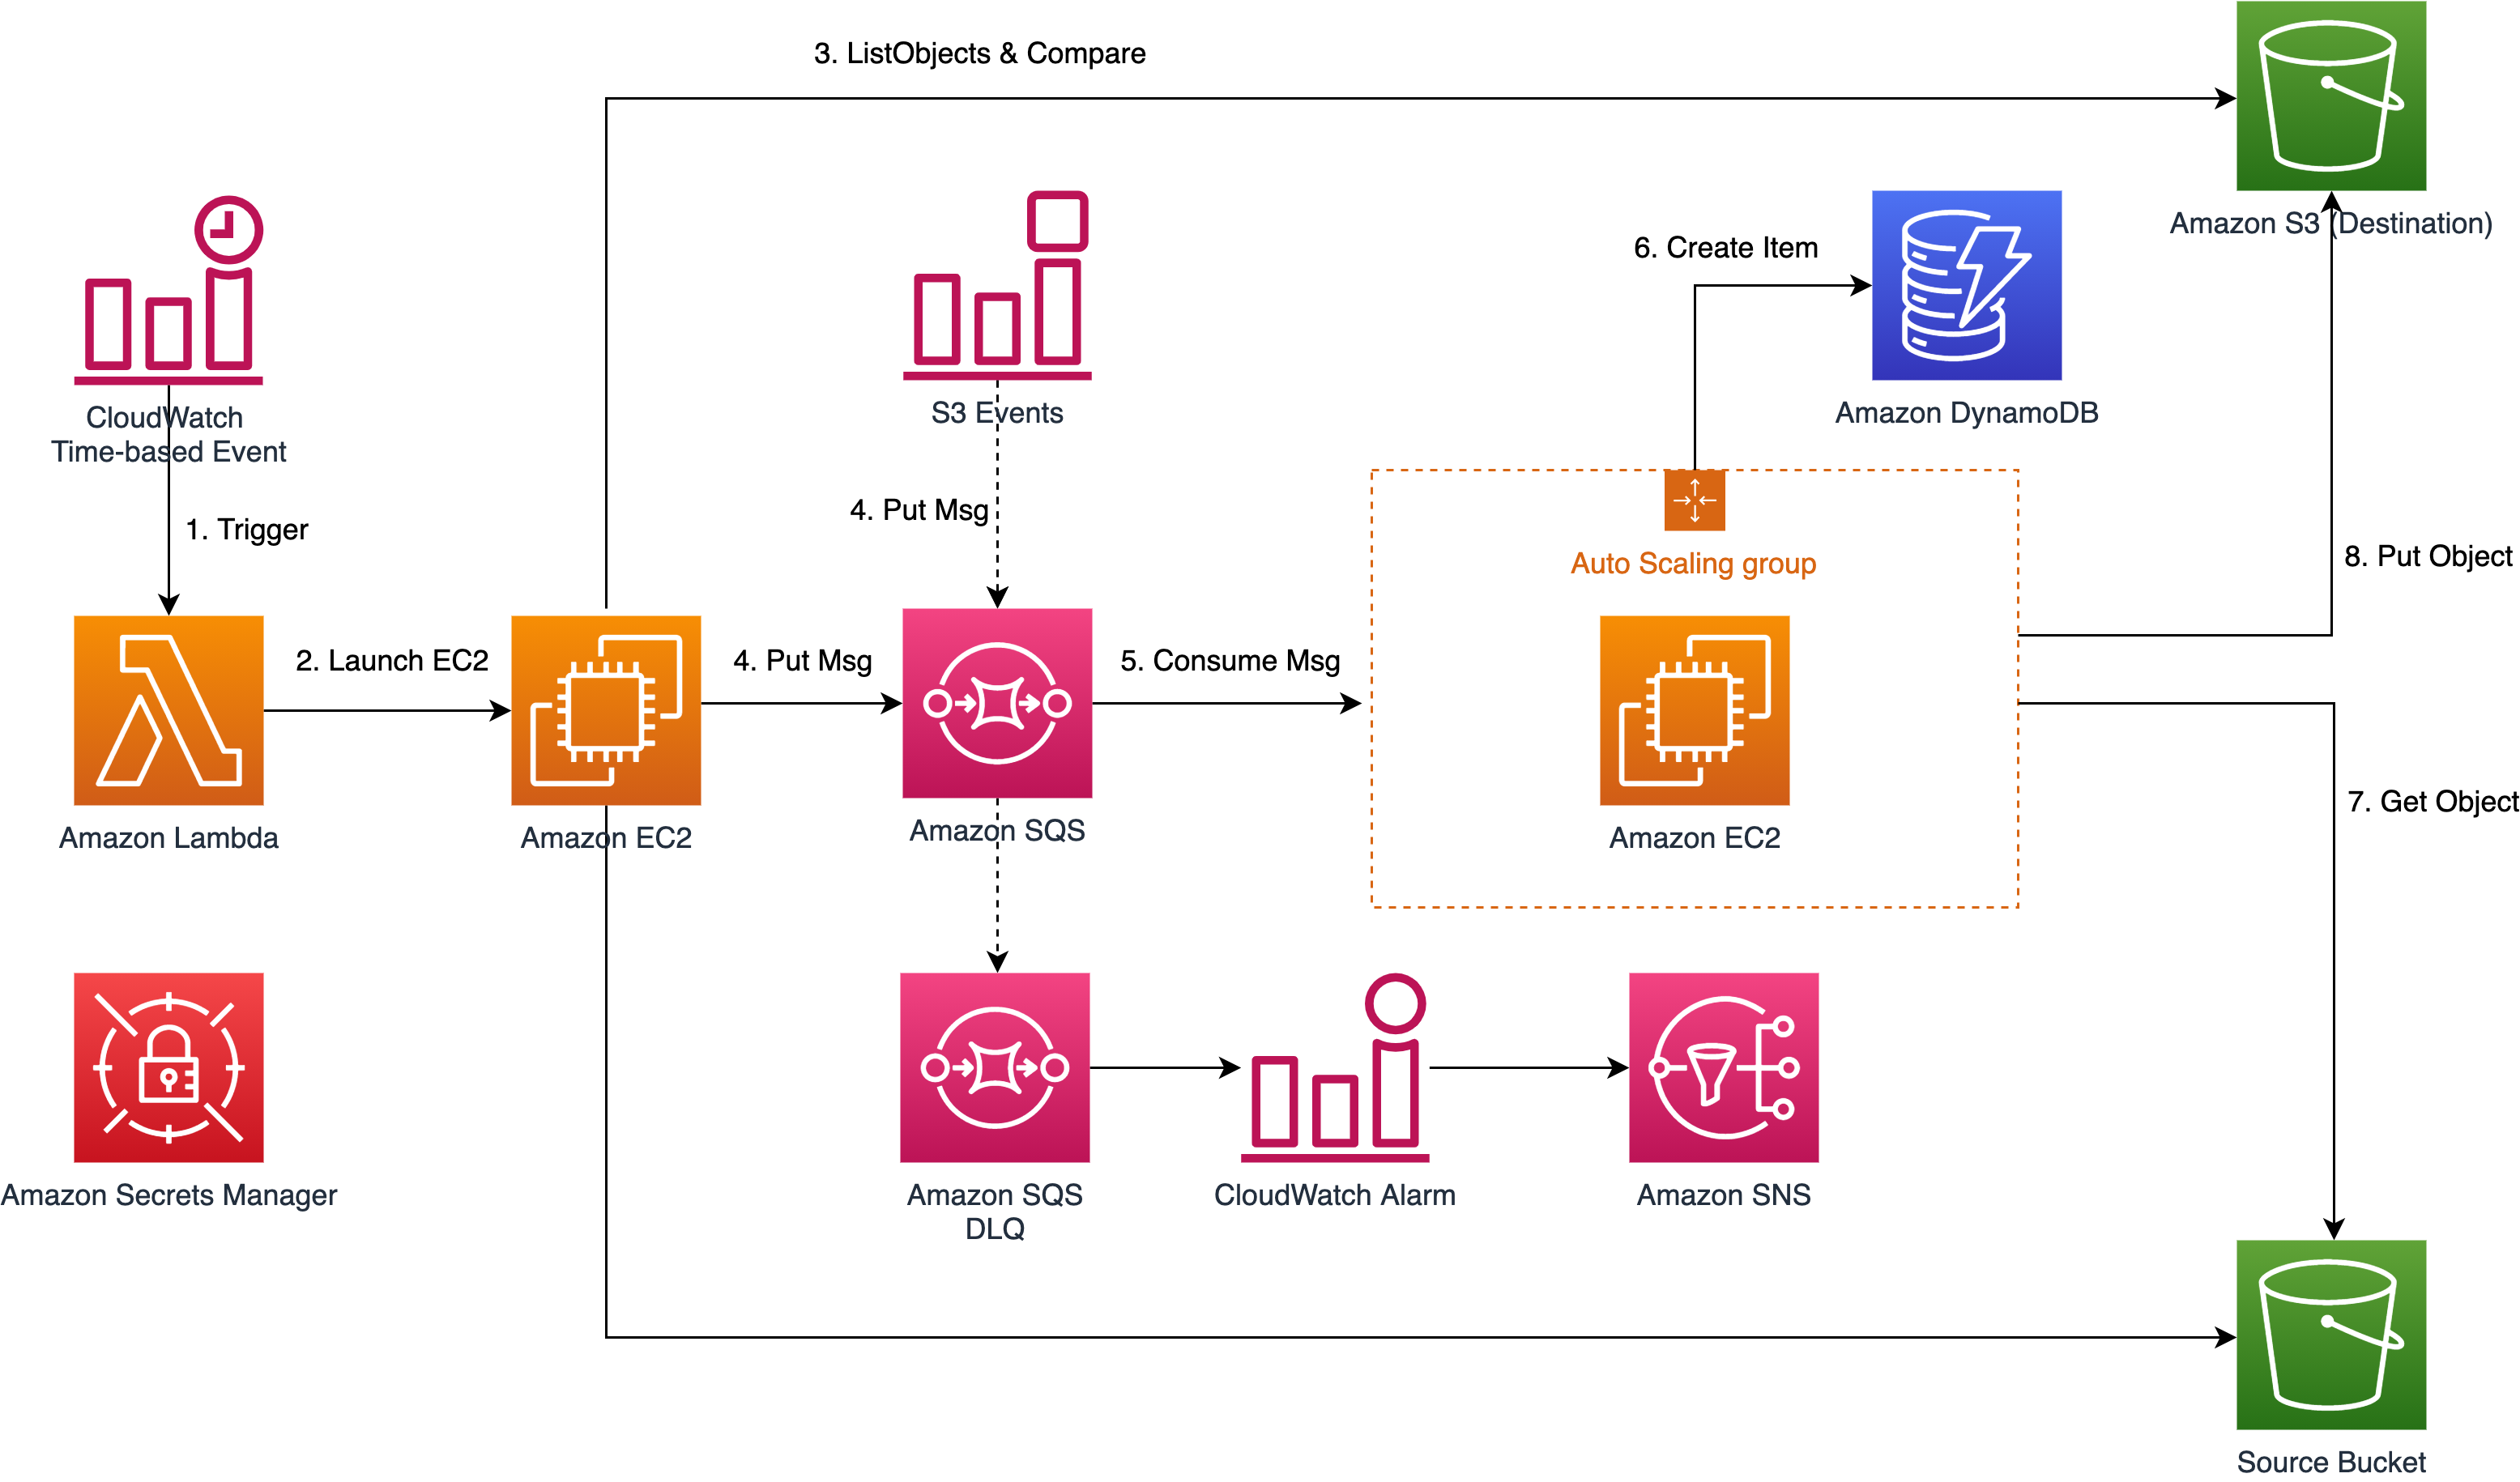 3. ListObjects & Compare
Amazon S3 (Destination)
6. Create Item
CloudWatch
Time-based Event
S3 Events
Amazon DynamoDB
1. Trigger
4. Put Msg
Auto Scaling group
8. Put Object
2. Launch EC2
4. Put Msg
5. Consume Msg
7. Get Object
Amazon Lambda
Amazon EC2
Amazon SQS
Amazon EC2
Amazon Secrets Manager
Amazon SQS
DLQ
CloudWatch Alarm
Amazon SNS
Source Bucket